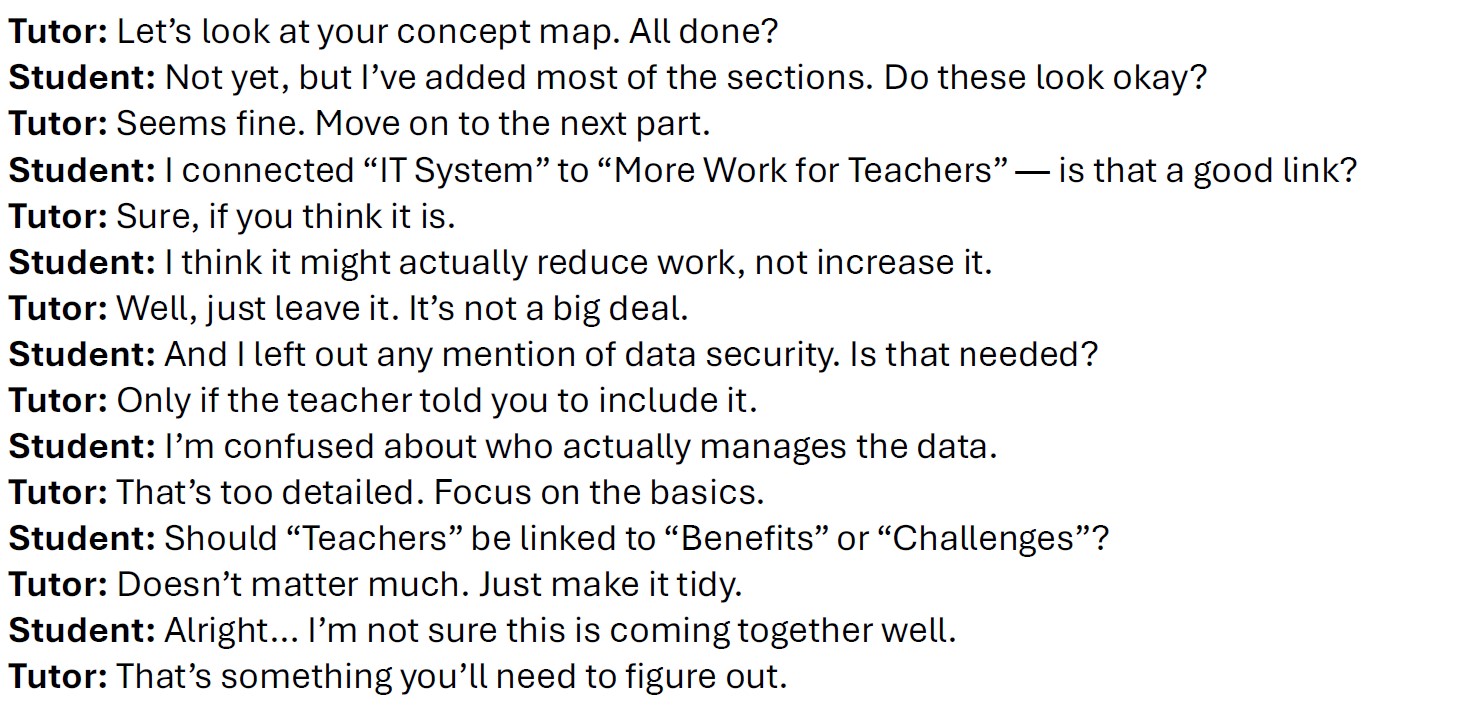 Tutor: Let’s look at your concept map. All done?
Student: Not yet, but I’ve added most of the sections. Do these look okay?
Tutor: Seems fine. Move on to the next part.
Student: I connected “IT System” to “More Work for Teachers” — is that a good link?
Tutor: Sure, if you think it is.
Student: I think it might actually reduce work, not increase it.
Tutor: Well, just leave it. It’s not a big deal.
Student: And I left out any mention of data security. Is that needed?
Tutor: Only if the teacher told you to include it.
Student: I’m confused about who actually manages the data.
Tutor: That’s too detailed. Focus on the basics.
Student: Should “Teachers” be linked to “Benefits” or “Challenges”?
Tutor: Doesn’t matter much. Just make it tidy.
Student: Alright… I’m not sure this is coming together well.
Tutor: That’s something you’ll need to figure out.